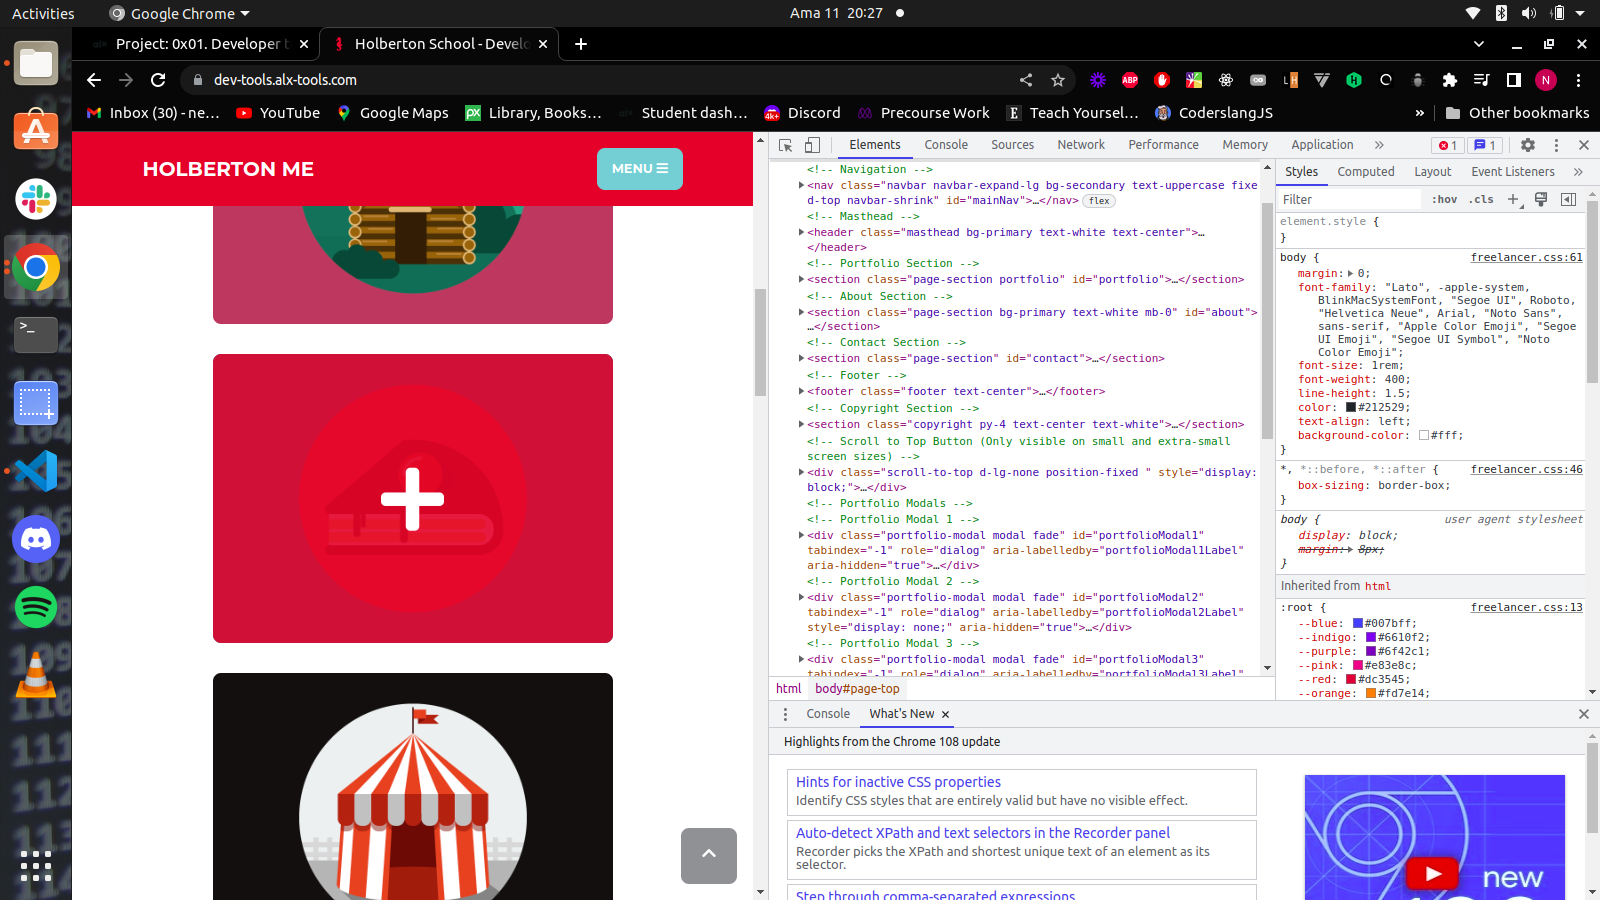 Activities
Google Chrome
Ama 11 20:27
Project: 0x01. Developer t
Holberton School - Develo
dev-tools.alx-tools.com
ABP
N
Inbox (30) - ne...
YouTube
Google Maps
Library, Books...
Student dash...
Discord
Precourse Work
Teach Yoursel...
CoderslangJS
»
Other bookmarks
HOLBERTON ME
MENU
Elements
Console
Sources
Network
Performance
Memory
Application
»
1
1
<!-- Navigation -->
<nav class="navbar navbar-expand-lg bg-secondary text-uppercase fixe
d-top navbar-shrink" id="mainNav">…</nav> flex
<!-- Masthead -->
<header class="masthead bg-primary text-white text-center">…
</header>
<!-- Portfolio Section -->
<section class="page-section portfolio" id="portfolio">…</section>
<!-- About Section -->
<section class="page-section bg-primary text-white mb-0" id="about">
…</section>
<!-- Contact Section -->
<section class="page-section" id="contact">…</section>
<!-- Footer -->
<footer class="footer text-center">…</footer>
<!-- Copyright Section -->
<section class="copyright py-4 text-center text-white">…</section>
<!-- Scroll to Top Button (Only visible on small and extra-small
screen sizes) -->
<div class="scroll-to-top d-lg-none position-fixed " style="display:
block;">…</div>
<!-- Portfolio Modals -->
<!-- Portfolio Modal 1 -->
<div class="portfolio-modal modal fade" id="portfolioModal1"
tabindex="-1" role="dialog" aria-labelledby="portfolioModal1Label"
aria-hidden="true">…</div>
<!-- Portfolio Modal 2 -->
<div class="portfolio-modal modal fade" id="portfolioModal2"
tabindex="-1" role="dialog" aria-labelledby="portfolioModal2Label"
style="display: none;" aria-hidden="true">…</div>
<!-- Portfolio Modal 3 -->
<div class="portfolio-modal modal fade" id="portfolioModal3"
tabindex="-1" role="dialog" aria-labelledby="portfolioModal3Label"
html
body#page-top
Styles
Computed
Layout
Event Listeners
»
Filter
:hov
.cls
element.style {
}
body {
freelancer.css:61
margin: 0;
font-family: "Lato", -apple-system,
BlinkMacSystemFont, "Segoe UI", Roboto,
"Helvetica Neue", Arial, "Noto Sans",
sans-serif, "Apple Color Emoji", "Segoe
UI Emoji", "Segoe UI Symbol", "Noto
Color Emoji";
font-size: 1rem;
font-weight: 400;
line-height: 1.5;
color: #212529;
text-align: left;
background-color: #fff;
}
*, *::before, *::after {
freelancer.css:46
box-sizing: border-box;
}
body {
user agent stylesheet
display: block;
margin: 8px;
}
Inherited from html
:root {
freelancer.css:13
--blue: #007bff;
--indigo: #6610f2;
--purple: #6f42c1;
--pink: #e83e8c;
--red: #dc3545;
--orange: #fd7e14;
Console
What's New
Highlights from the Chrome 108 update
Hints for inactive CSS properties
Identify CSS styles that are entirely valid but have no visible effect.
Auto-detect XPath and text selectors in the Recorder panel
Recorder picks the XPath and shortest unique text of an element as its
selector.
Step through comma-separated expressions
new